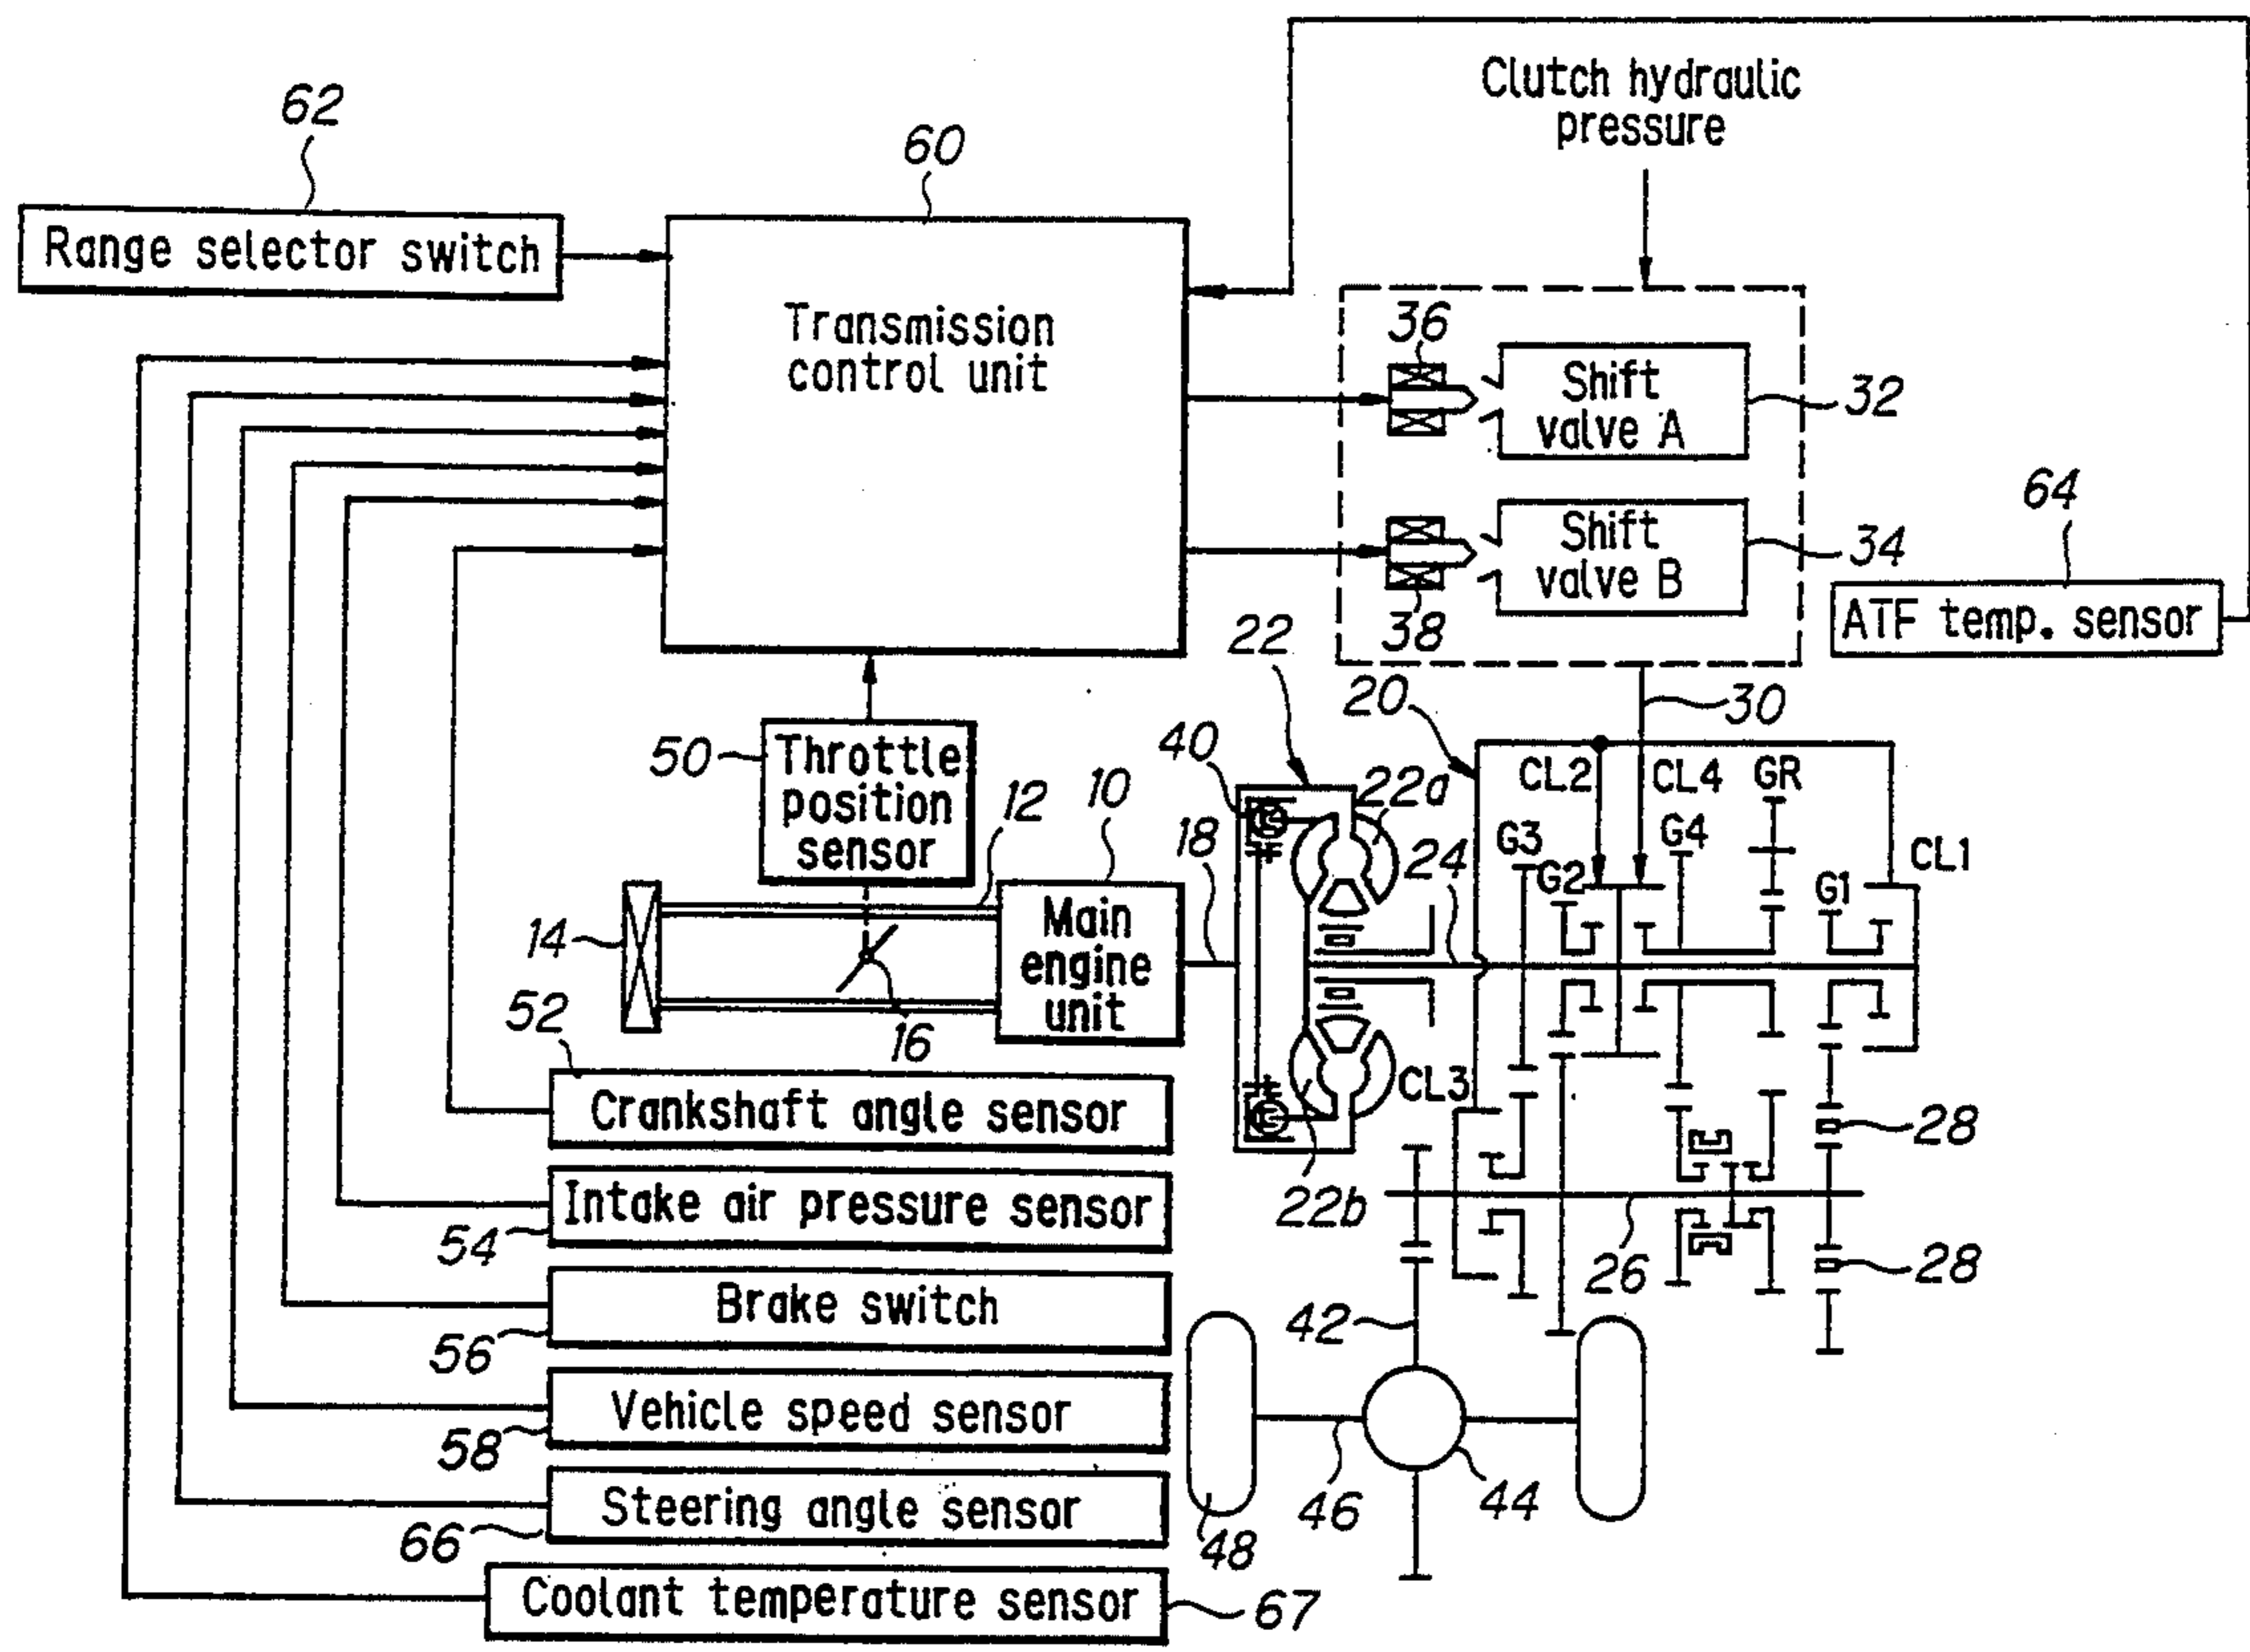 Clutch hydraulic
pressure
62
60
Range selector switch
Transmission
control unit
36
Shift
valve A
32
64
Shift
valve B
34
38
ATF temp. sensor
22
20
30
50
Throttle
position
sensor
40
12
10
22a
18
24
CL2
CL4
GR
G3
G2
G4
G1
CL1
14
Main
engine
unit
16
52
Crankshaft angle sensor
CL3
28
Intake air pressure sensor
54
22b
26
28
Brake switch
56
42
Vehicle speed sensor
58
Steering angle sensor
66
48
46
44
Coolant temperature sensor
67